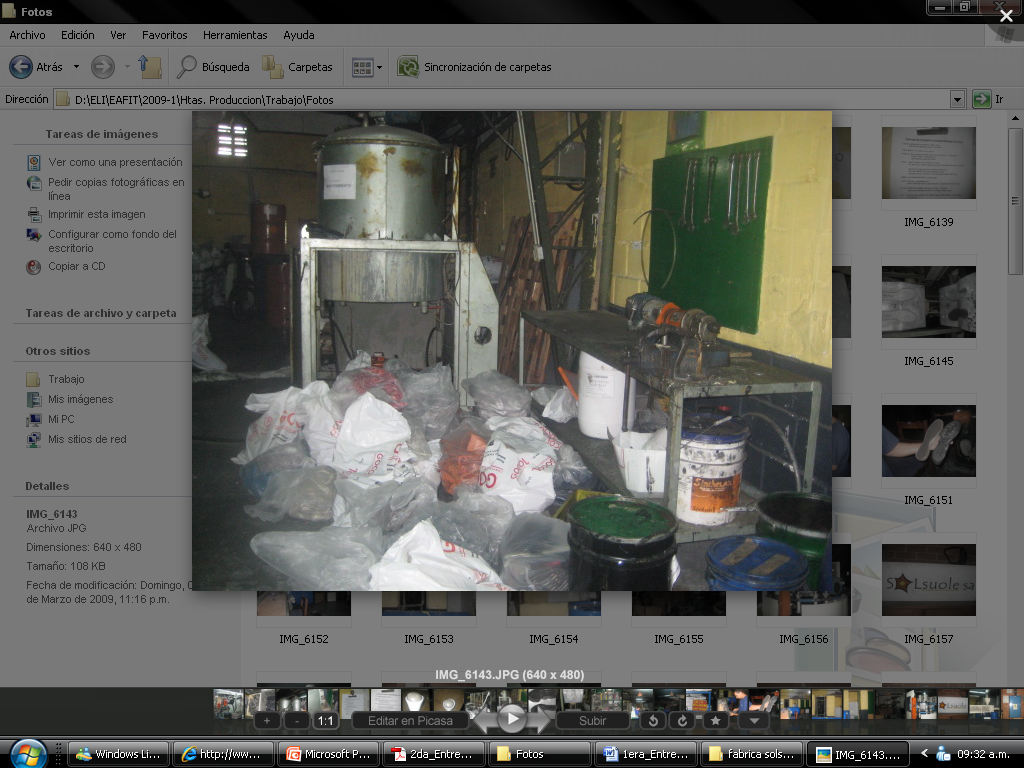 Fotos
Archivo Edición Ver Favoritos Herramientas Ayuda
Atrás Búsqueda Carpetas Sincronización de carpetas
Dirección D:\ELI\EAFIT\2009-1\Htas. Produccion\Trabajo\Fotos Ir
Tareas de imágenes
Ver como una presentación
Pedir copias fotográficas en
línea
Imprimir esta imagen
Configurar como fondo del
escritorio
Copiar a CD
Tareas de archivo y carpeta
Otros sitios
Trabajo
Mis imágenes
Mi PC
Mis sitios de red
Detalles
IMG_6143
Archivo JPG
Dimensiones: 640 x 480
Tamaño: 108 KB
Fecha de modificación: Domingo, 0
de Marzo de 2009, 11:16 p.m.
IMG_6139
IMG_6145
IMG_6151
S LSuole sa
IMG_6152 IMG_6153 IMG_6154 IMG_6155 IMG_6156 IMG_6157
IMG_6143.JPG (640 x 480)
+ - 1:1 Editar en Picasa Subir
Windows Li... http://ww... Microsoft P... 2da_Entre... Fotos 1era_Entre... fabrica sols... IMG_6143.... 09:32 a.m.